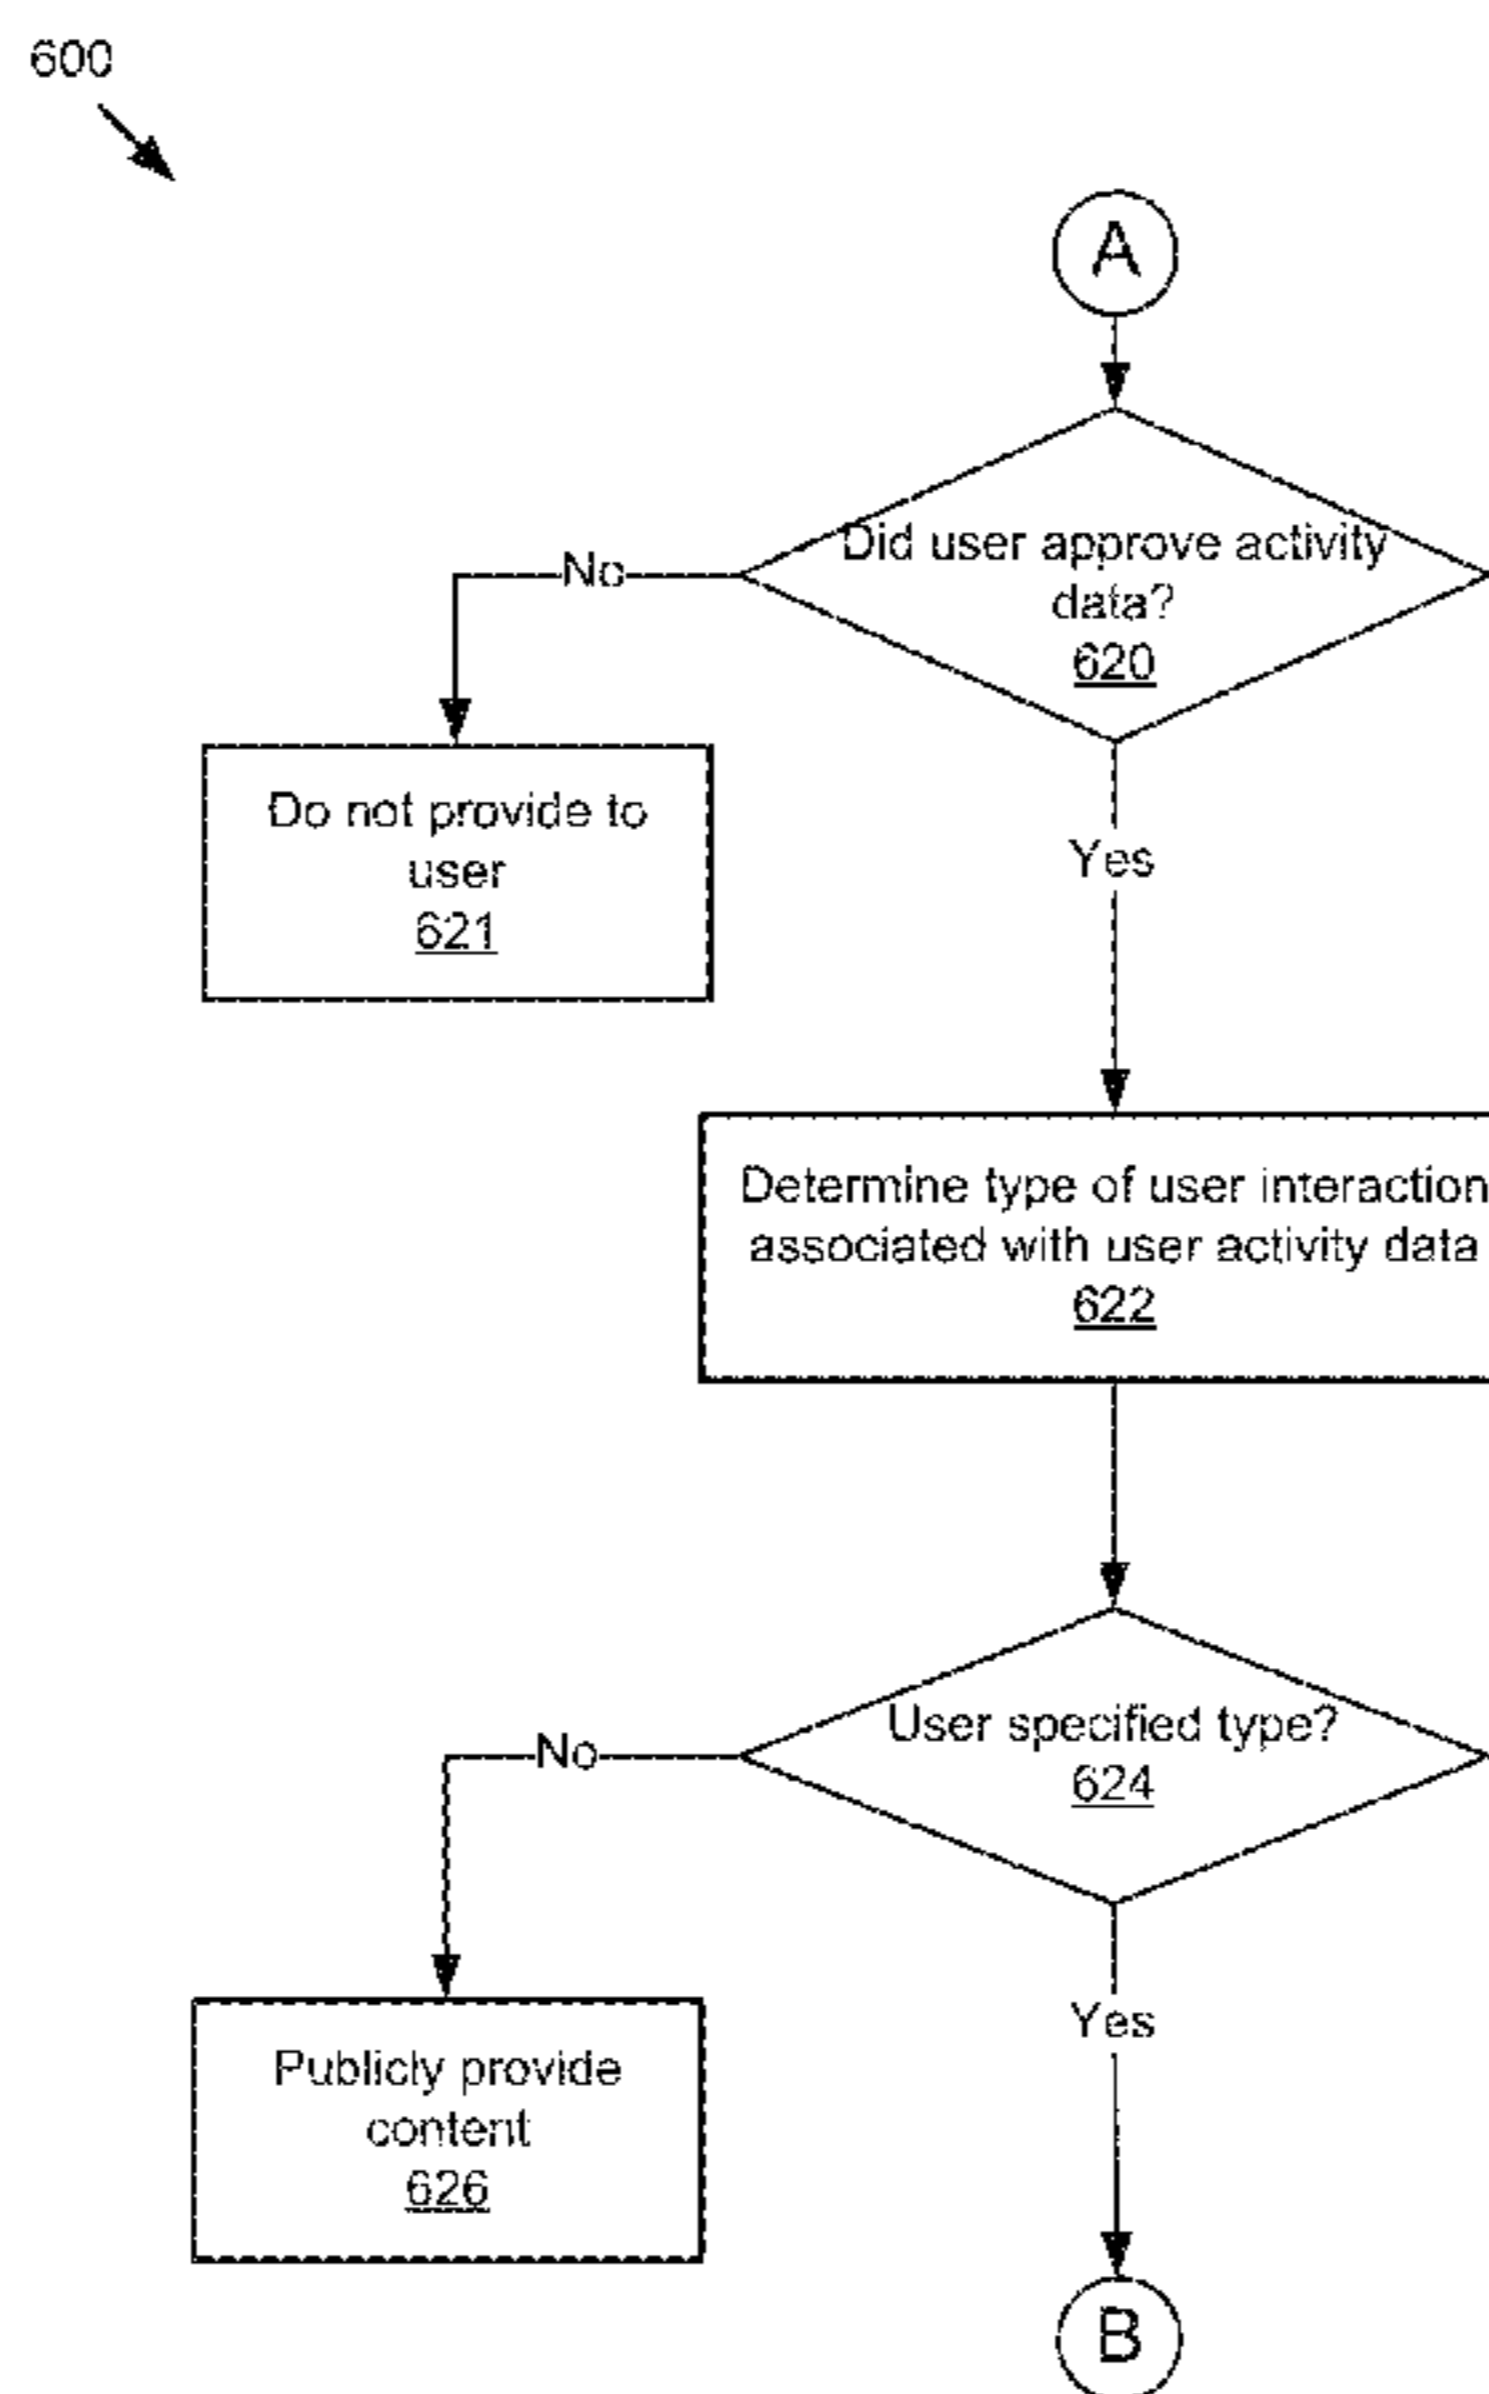 600
A
Did user approve activity
data?
620
No
Do not provide to
user
621
Yes
Determine type of user interaction
associated with user activity data
622
User specified type?
624
No
Publicly provide
content
626
Yes
B